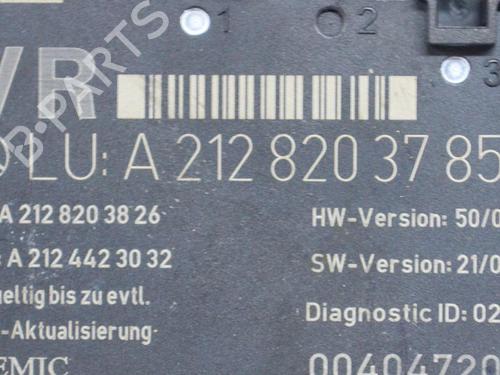 1 2
3
VR
LU: A 212 820 37 85
A 212 820 38 26
HW-Version: 50/0
: A 212 442 30 32
SW-Version: 21/0
ueltig bis zu evtl.
Diagnostic ID: 02
-Aktualisierung
EMIC
00404720
B-PARTS